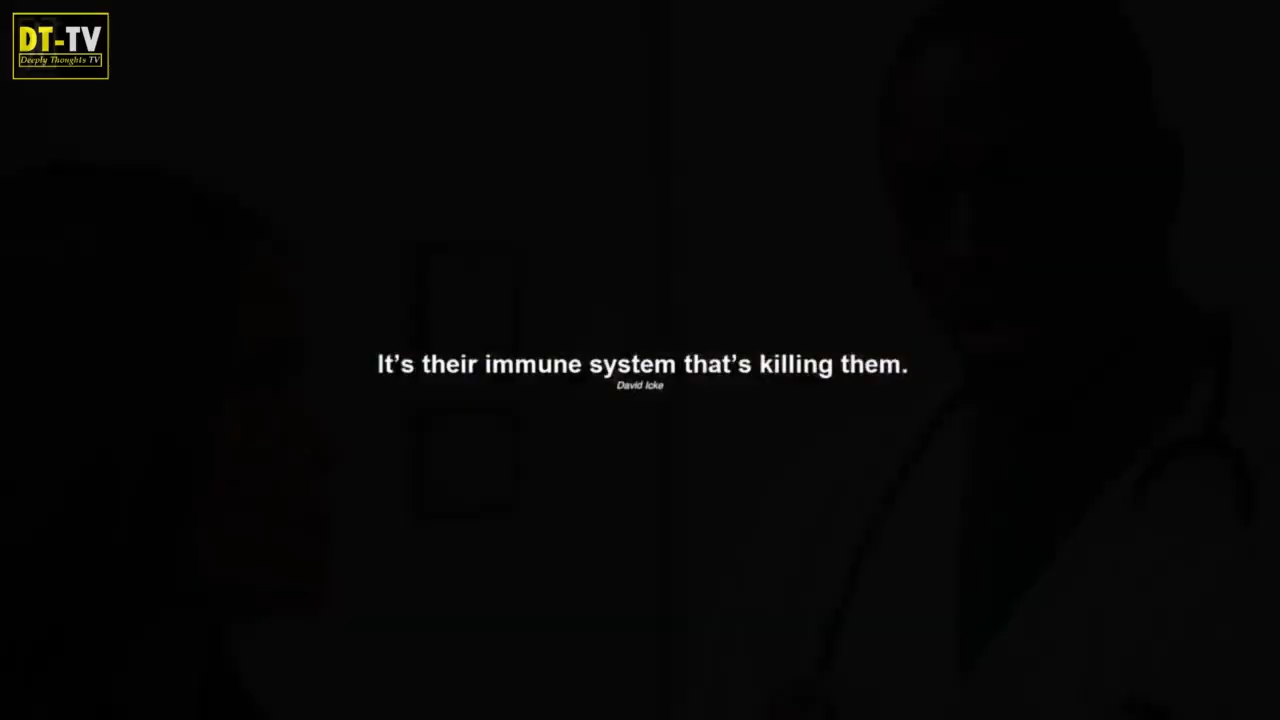 DT-TV
Deeply Thoughts TV
It's their immune system that's killing them.
David Icke